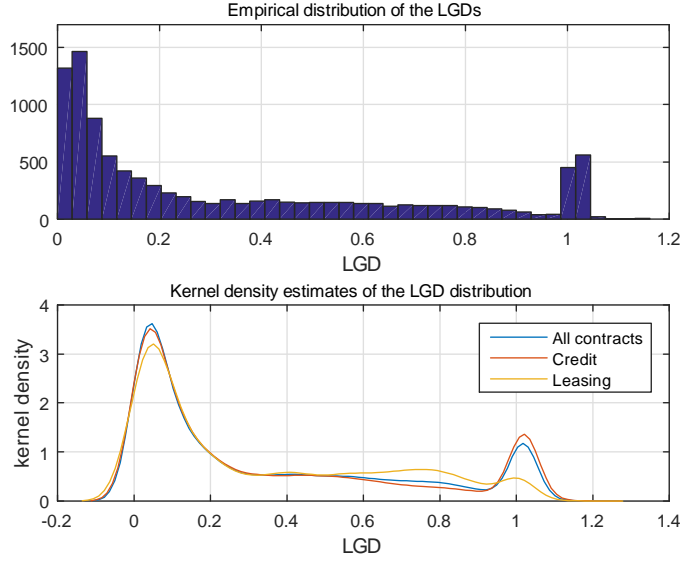 Empirical distribution of the LGDs
1500
1000
500
0
0 0.2 0.4 0.6 0.8 1 1.2
LGD
Kernel density estimates of the LGD distribution
kernel density
4
3
2
1
0
All contracts
Credit
Leasing
-0.2 0 0.2 0.4 0.6 0.8 1 1.2 1.4
LGD